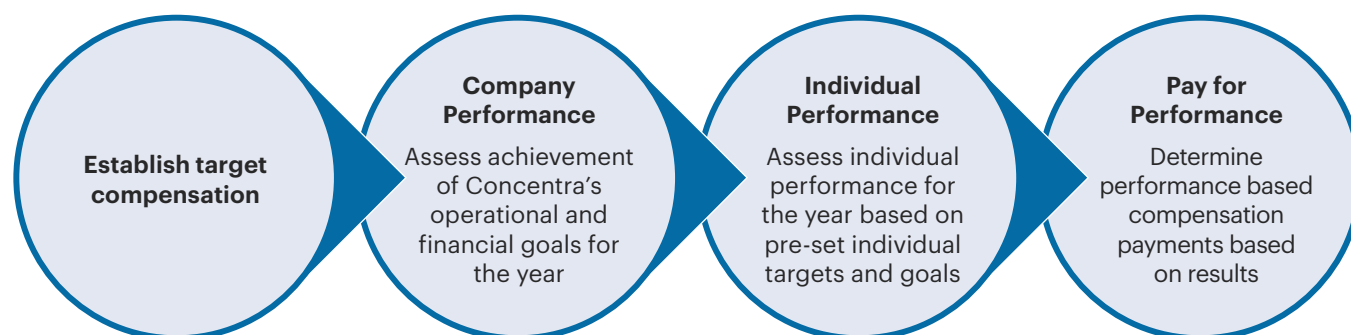 Establish target
compensation
Company
Performance
Assess achievement
of Concentra’s
operational and
financial goals for
the year
Individual
Performance
Assess individual
performance for
the year based on
pre-set individual
targets and goals
Pay for
Performance
Determine
performance based
compensation
payments based
on results